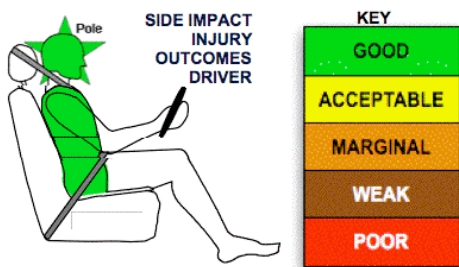 Pole
SIDE IMPACT
INJURY
OUTCOMES
DRIVER
KEY
GOOD
ACCEPTABLE
MARGINAL
WEAK
POOR